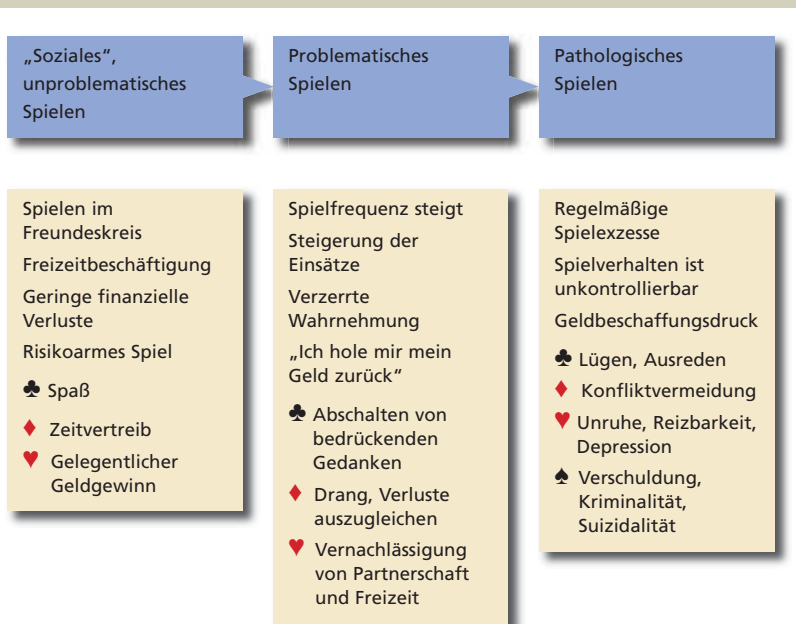 „Soziales“,
unproblematisches
Spielen
Problematisches
Spielen
Pathologisches
Spielen
Spielen im
Freundeskreis
Freizeitbeschäftigung
Geringe finanzielle
Verluste
Risikoarmes Spiel
♣ Spaß
♦ Zeitvertreib
♥ Gelegentlicher
Geldgewinn
Spielfrequenz steigt
Steigerung der
Einsätze
Verzerrte
Wahrnehmung
„Ich hole mir mein
Geld zurück“
♣ Abschalten von
bedrückenden
Gedanken
♦ Drang, Verluste
auszugleichen
♥ Vernachlässigung
von Partnerschaft
und Freizeit
Regelmäßige
Spielexzesse
Spielverhalten ist
unkontrollierbar
Geldbeschaffungsdruck
♣ Lügen, Ausreden
♦ Konfliktvermeidung
♥ Unruhe, Reizbarkeit,
Depression
♠ Verschuldung,
Kriminalität,
Suizidalität